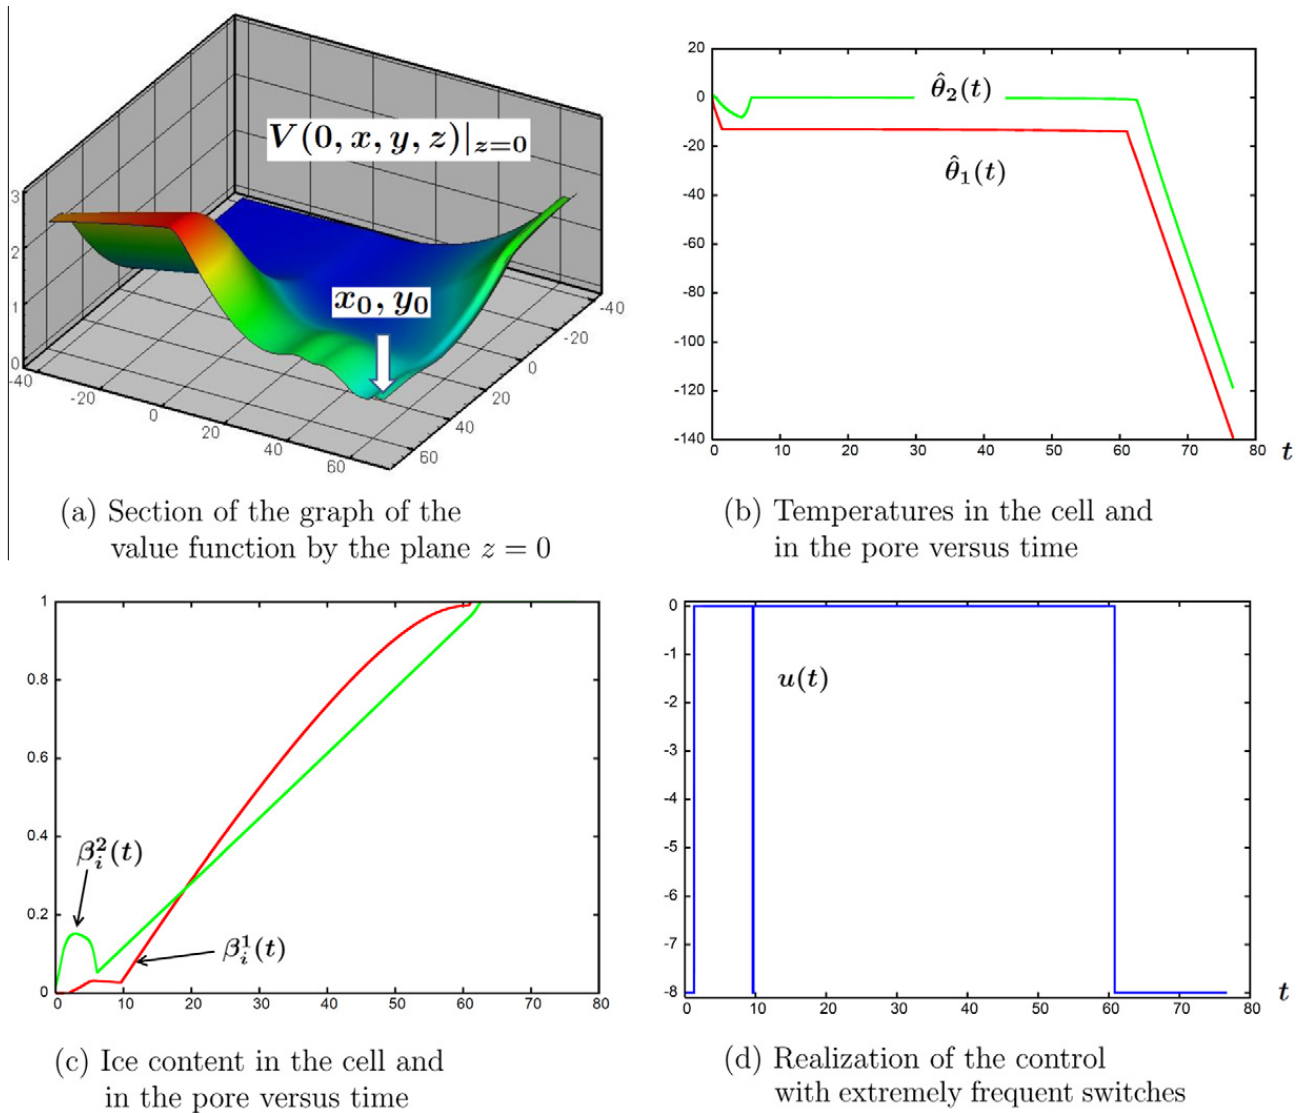 V(0, x, y, z)|z=0
x0, y0
3
2
1
0
-40
-20
0
20
40
60
60
40
20
0
-20
-40
(a) Section of the graph of the
value function by the plane z = 0
20
0
-20
-40
-60
-80
-100
-120
-140
0 10 20 30 40 50 60 70 80 t
θ̂2(t)
θ̂1(t)
(b) Temperatures in the cell and
in the pore versus time
1
0.8
0.6
0.4
0.2
0
0 10 20 30 40 50 60 70 80
βi²(t)
βi¹(t)
(c) Ice content in the cell and
in the pore versus time
0
-1
-2
-3
-4
-5
-6
-7
-8
0 10 20 30 40 50 60 70 80 t
u(t)
(d) Realization of the control
with extremely frequent switches